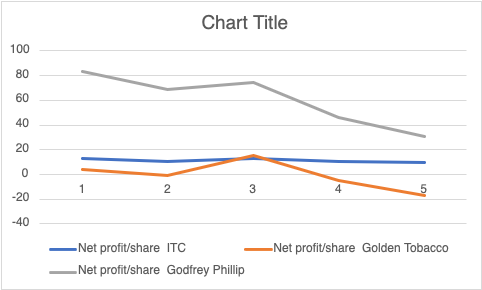 Chart Title
100
80
60
40
20
0
-20
-40
1 2 3 4 5
Net profit/share  ITC
Net profit/share  Golden Tobacco
Net profit/share  Godfrey Phillip